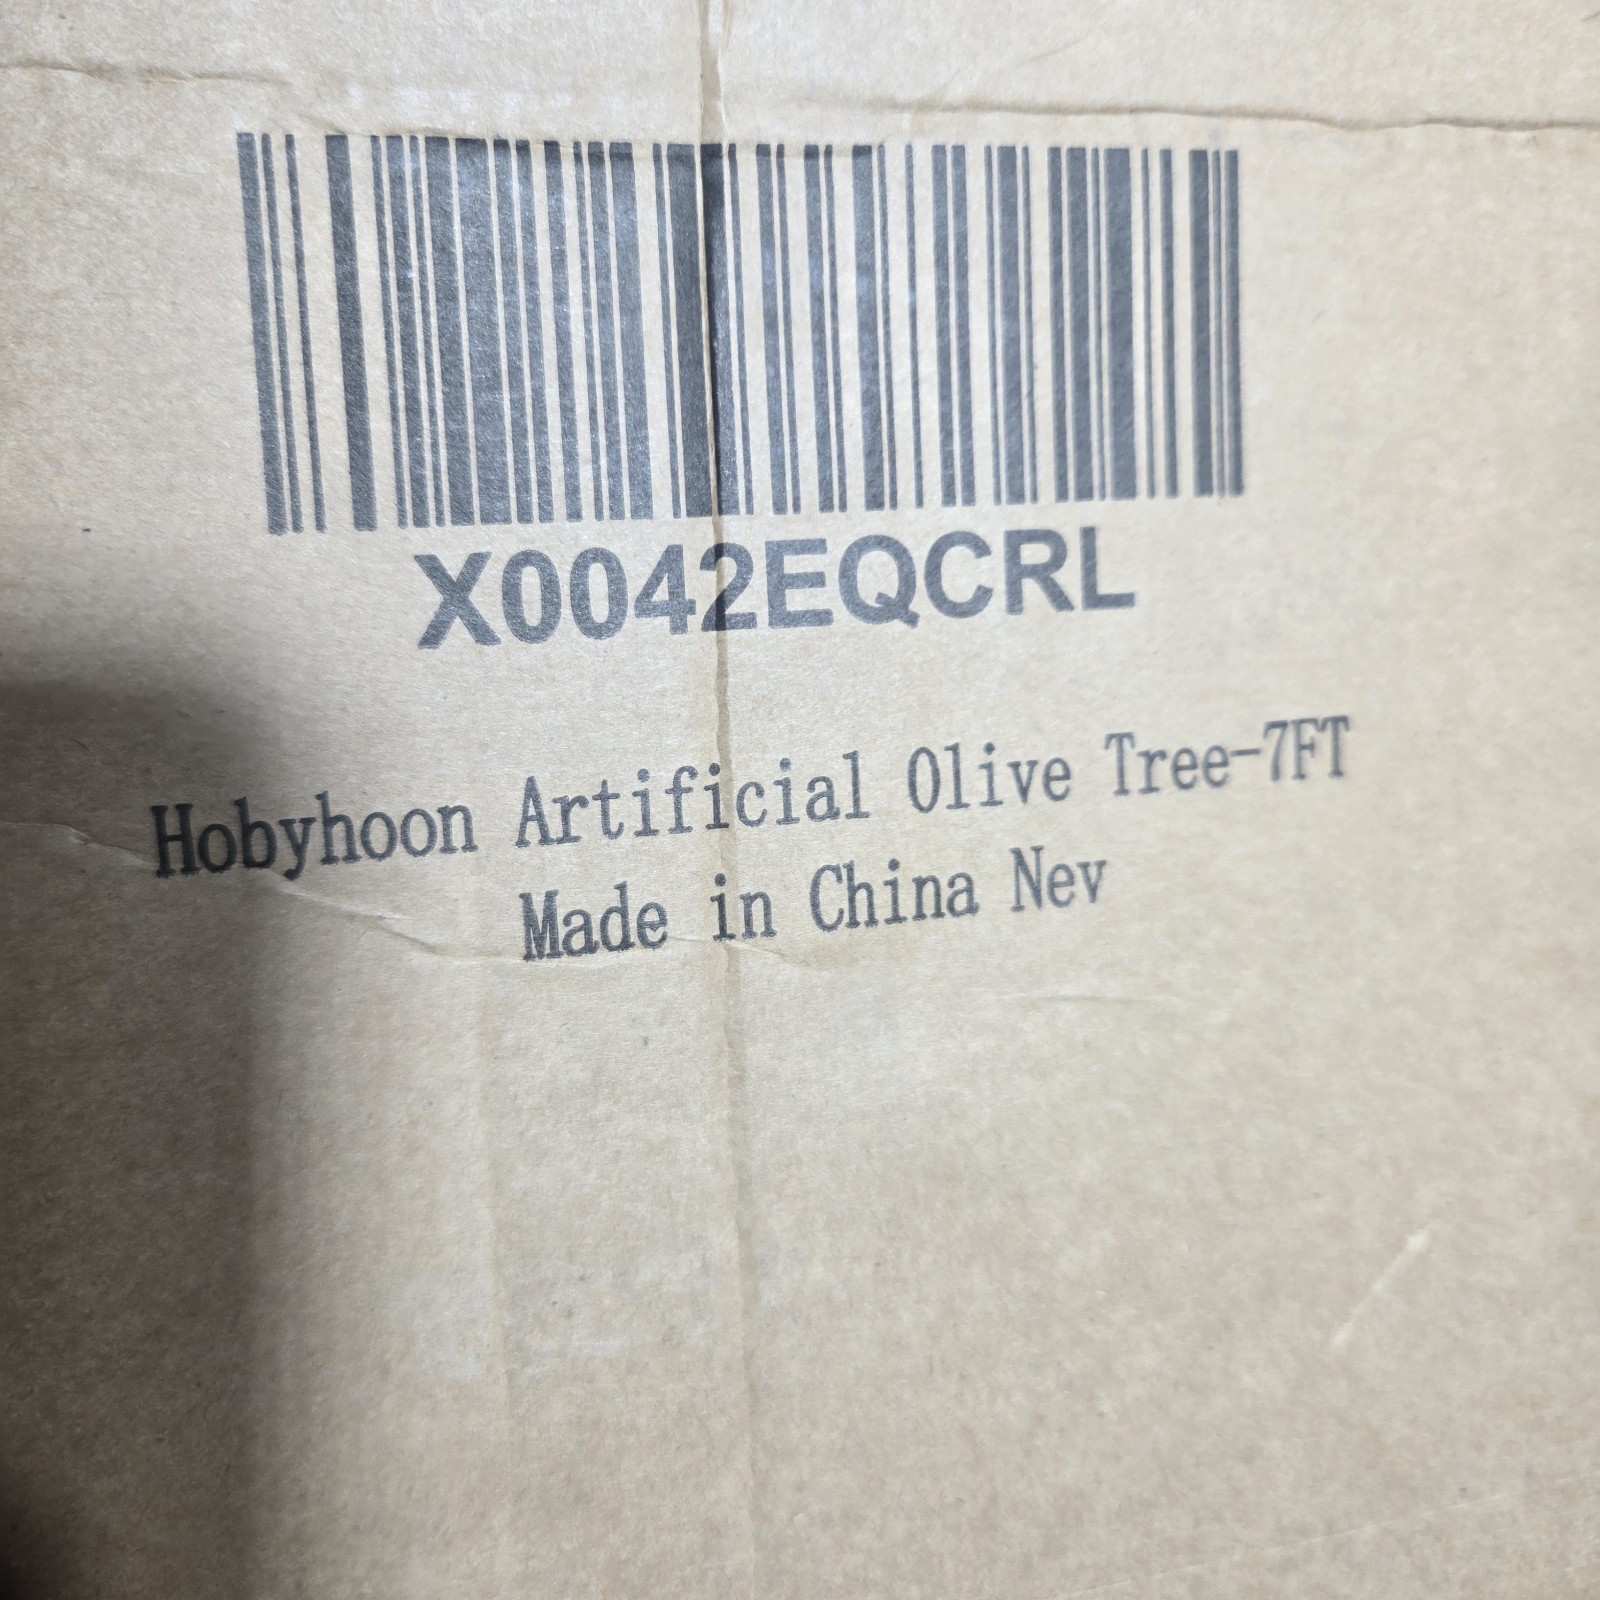 X0042EQCRL
Hobyhoon Artificial Olive Tree-7FT
Made in China Nev